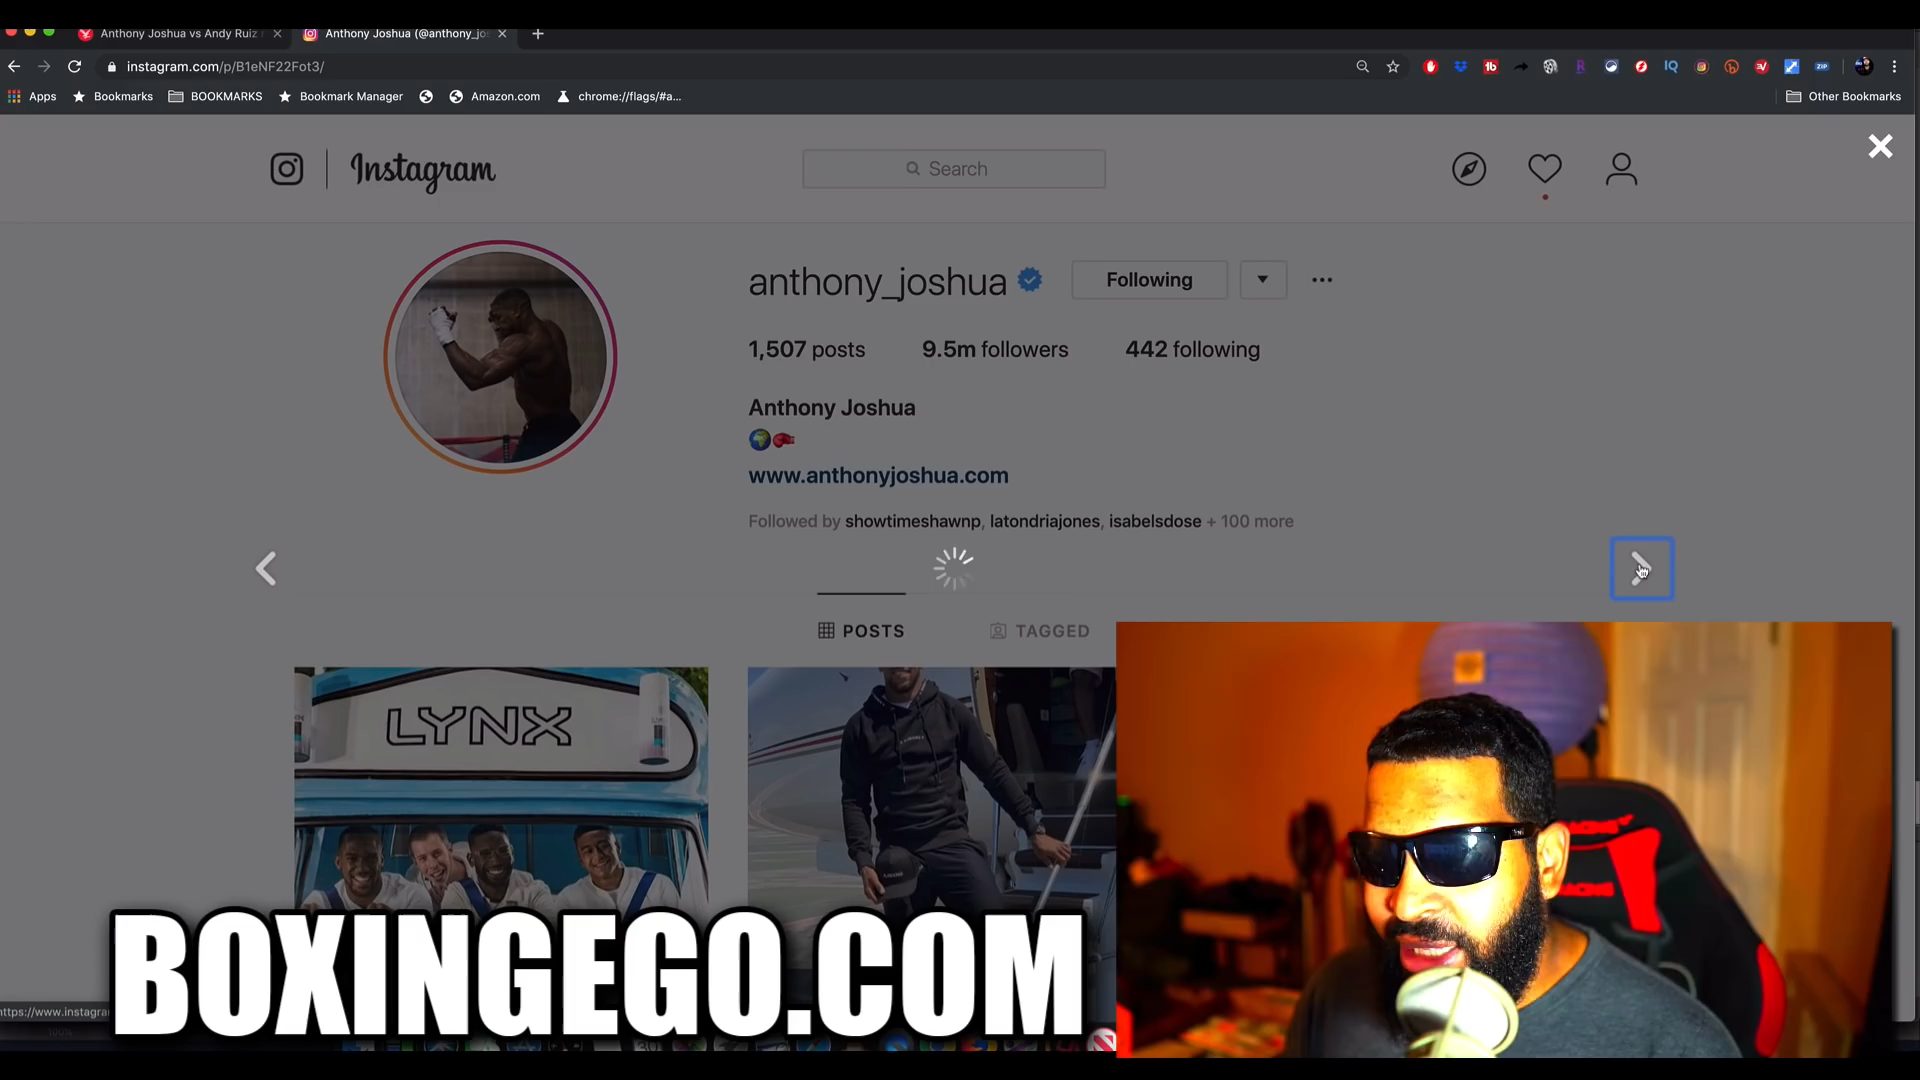 Anthony Joshua vs Andy Ruiz
Anthony Joshua (@anthony_jo
instagram.com/p/B1eNF22Fot3/
Apps
Bookmarks
BOOKMARKS
Bookmark Manager
Amazon.com
chrome://flags/#a...
Other Bookmarks
Instagram
Search
anthony_joshua
Following
1,507 posts 9.5m followers 442 following
Anthony Joshua
www.anthonyjoshua.com
Followed by showtimeshawnp, latondriajones, isabelsdose + 100 more
POSTS
TAGGED
LYNX
BOXINGEGO.COM
https://www.instagra
100%